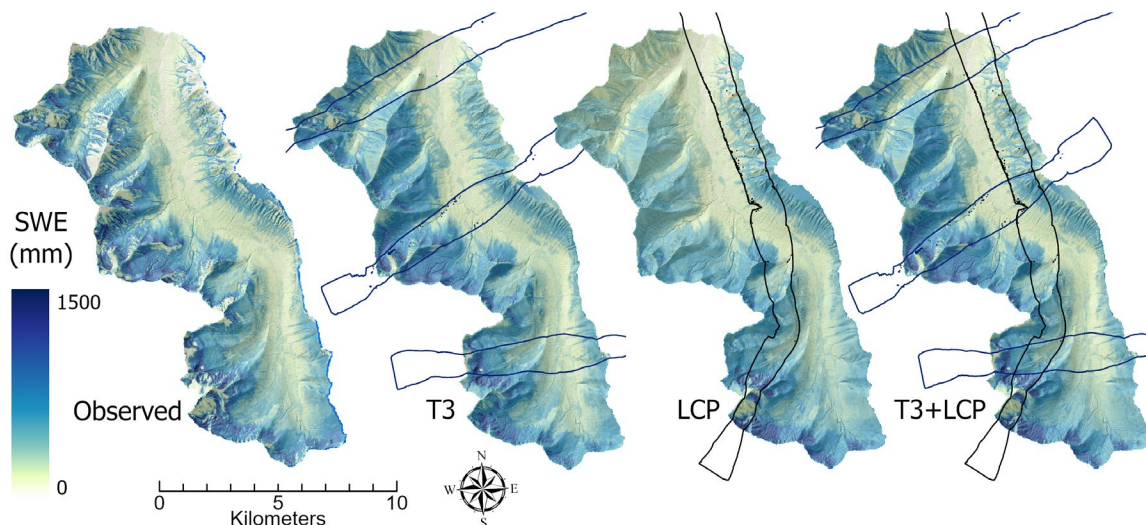 SWE
(mm)
1500
0
Observed
T3
LCP
T3+LCP
N
W
E
S
0
5
10
Kilometers